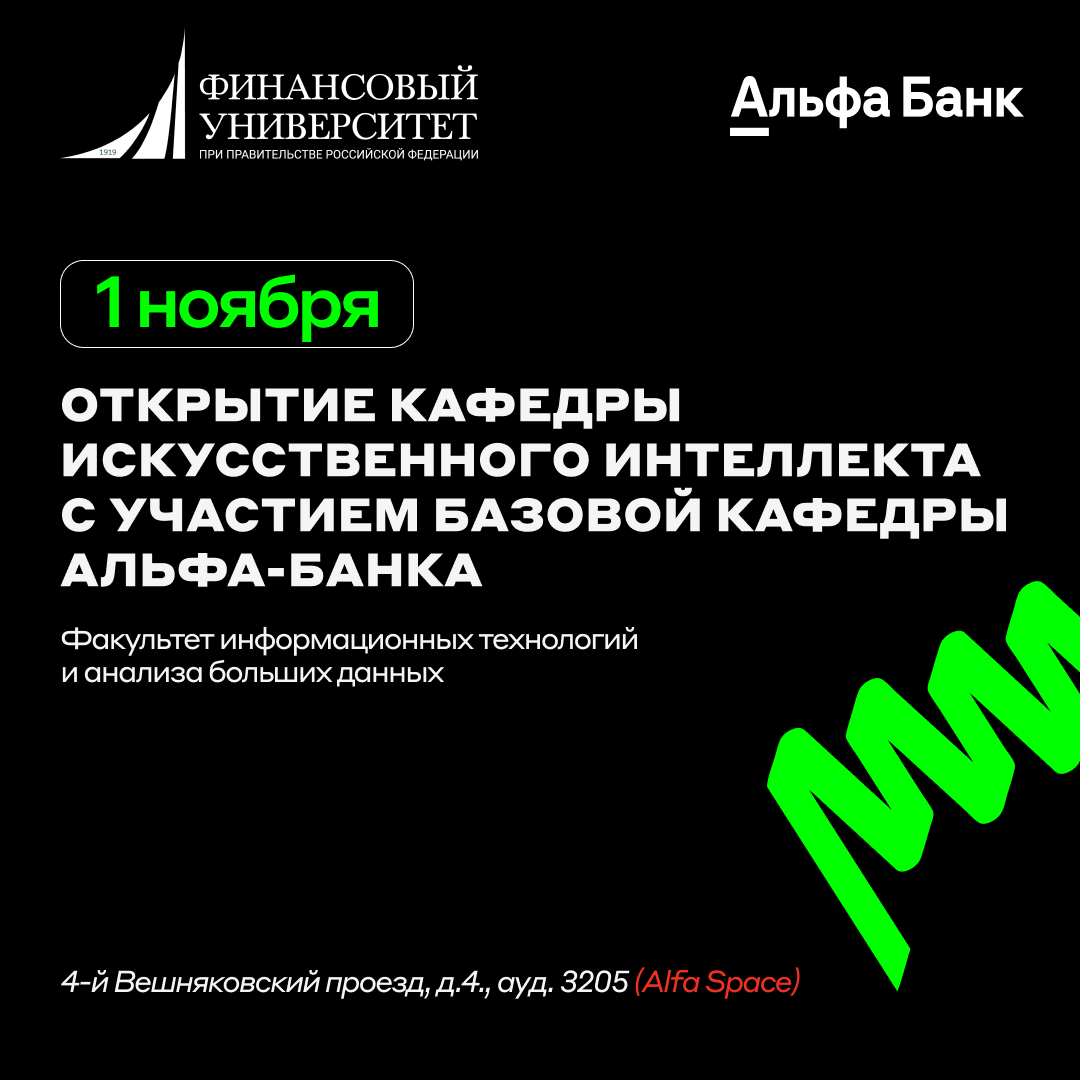 ФИНАНСОВЫЙ
УНИВЕРСИТЕТ
ПРИ ПРАВИТЕЛЬСТВЕ РОССИЙСКОЙ ФЕДЕРАЦИИ
1919
Альфа Банк
1 ноября
ОТКРЫТИЕ КАФЕДРЫ
ИСКУССТВЕННОГО ИНТЕЛЛЕКТА
С УЧАСТИЕМ БАЗОВОЙ КАФЕДРЫ
АЛЬФА-БАНКА
Факультет информационных технологий
и анализа больших данных
4-й Вешняковский проезд, д.4., ауд. 3205 (Alfa Space)